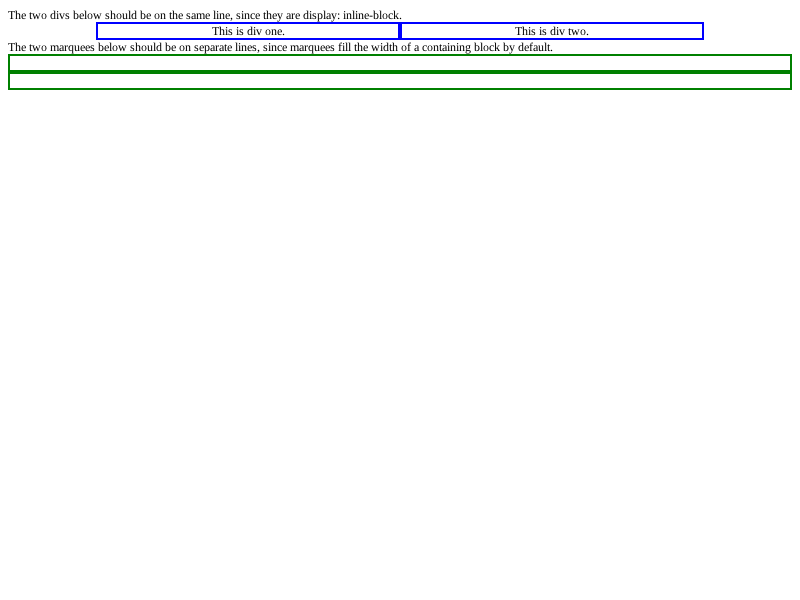 The two divs below should be on the same line, since they are display: inline-block.
This is div one. This is div two.
The two marquees below should be on separate lines, since marquees fill the width of a containing block by default.